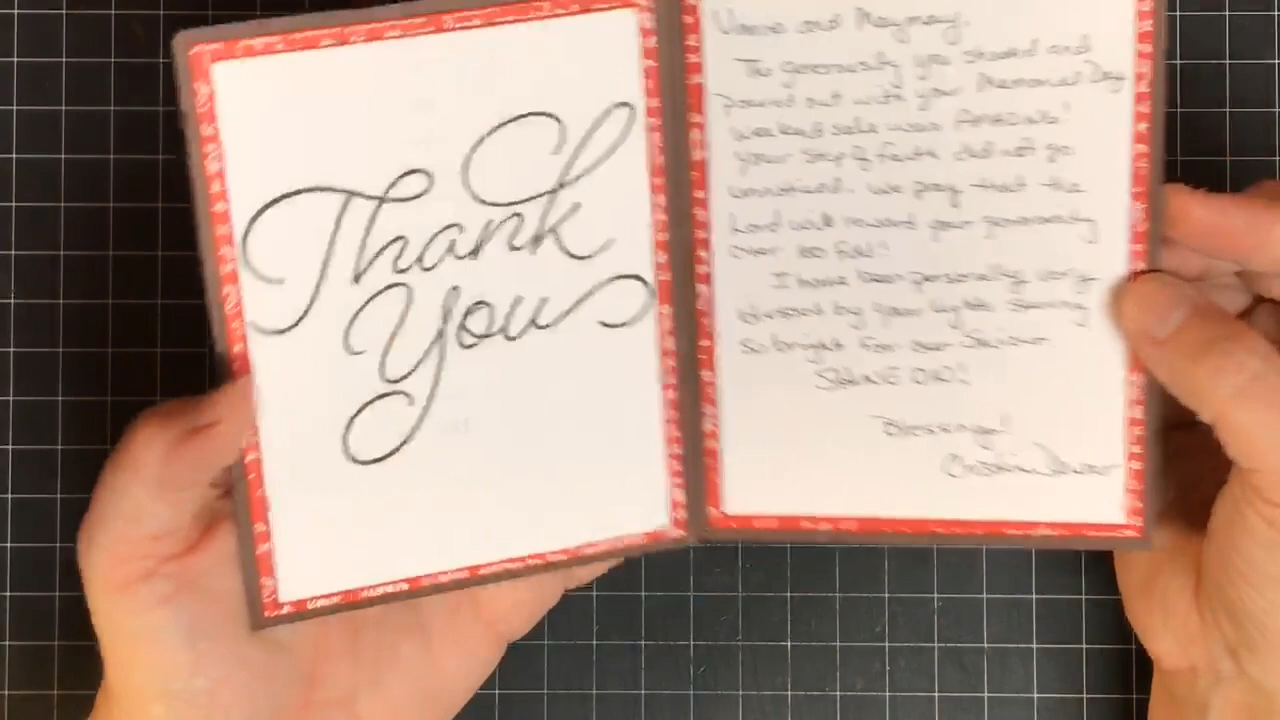 Thank
You
and
The generosity you showed and
poured out with your Memorial Day
weekend sale was AMAZING!
your step of faith did not go
unnoticed. We pray that the
Lord will reward your generosity
over 100 fold!
I have been personally very
blessed by your lights shining
so bright for our Savior
SHINE ON!
Blessings!